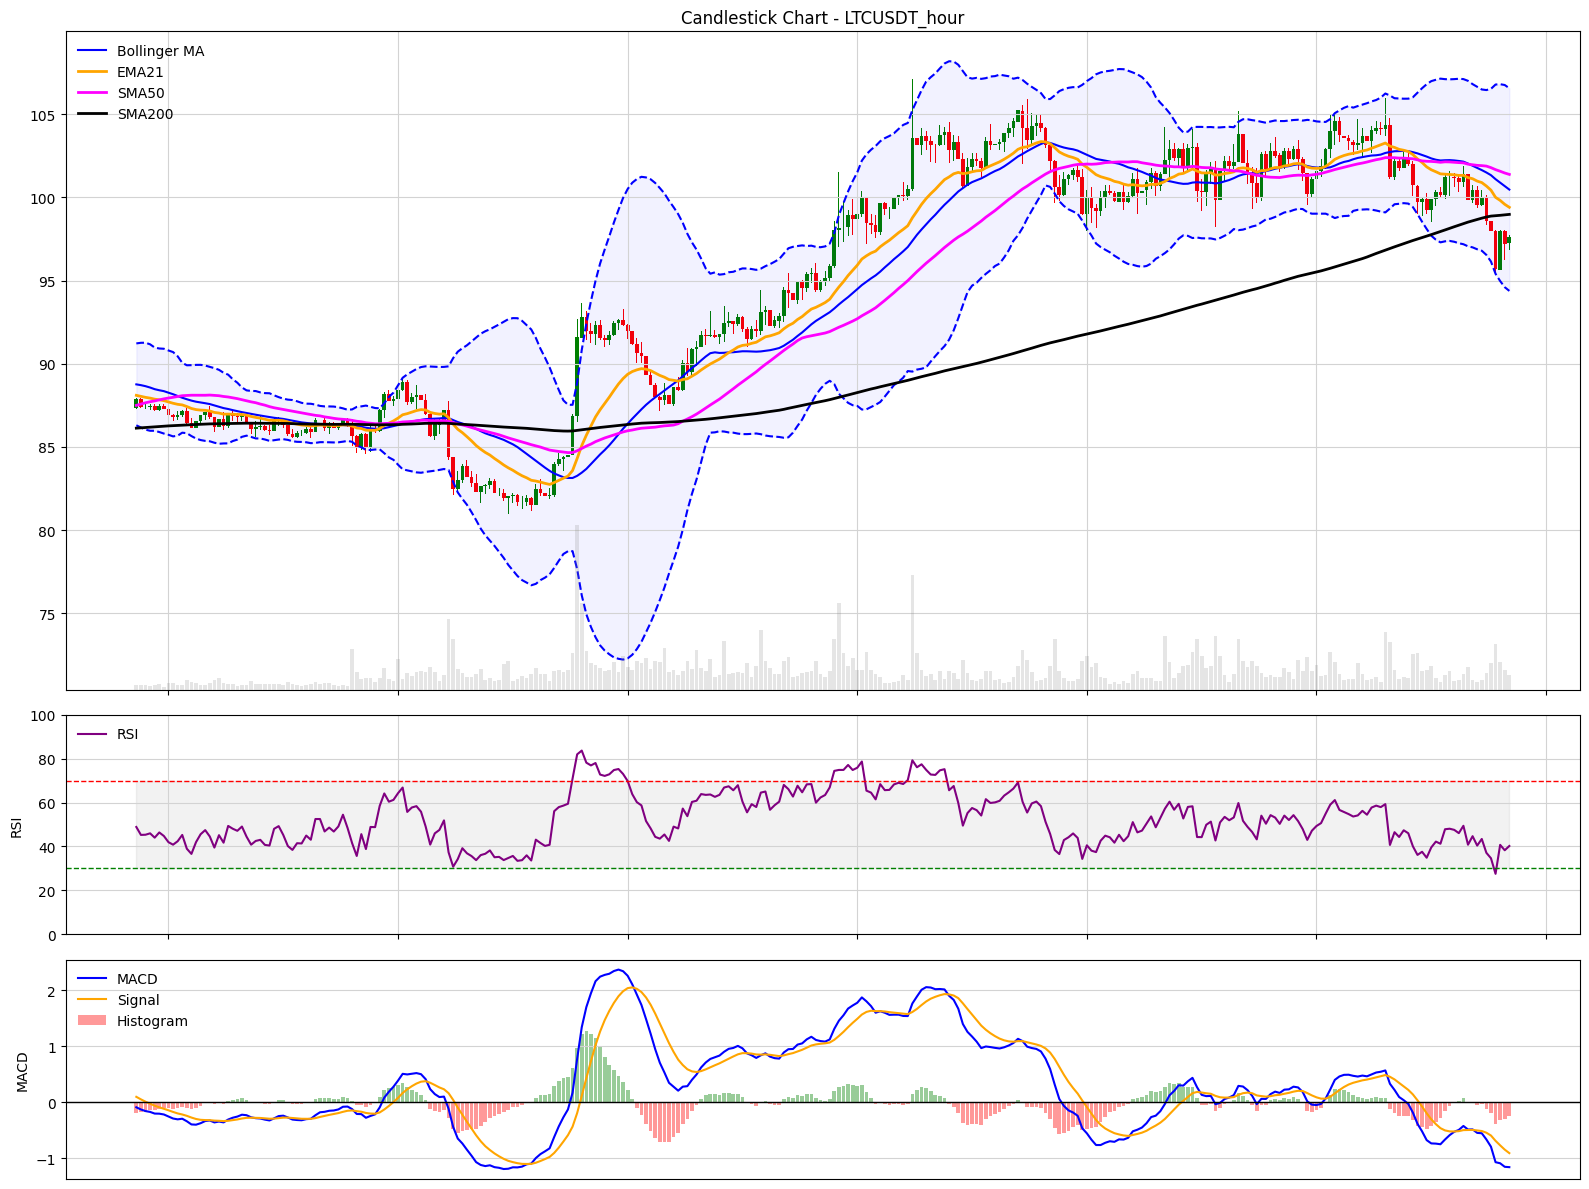 Candlestick Chart - LTCUSDT_hour
Bollinger MA
EMA21
SMA50
SMA200
105
100
95
90
85
80
75
RSI
100
80
60
40
20
0
RSI
MACD
Signal
Histogram
2
1
0
−1
MACD